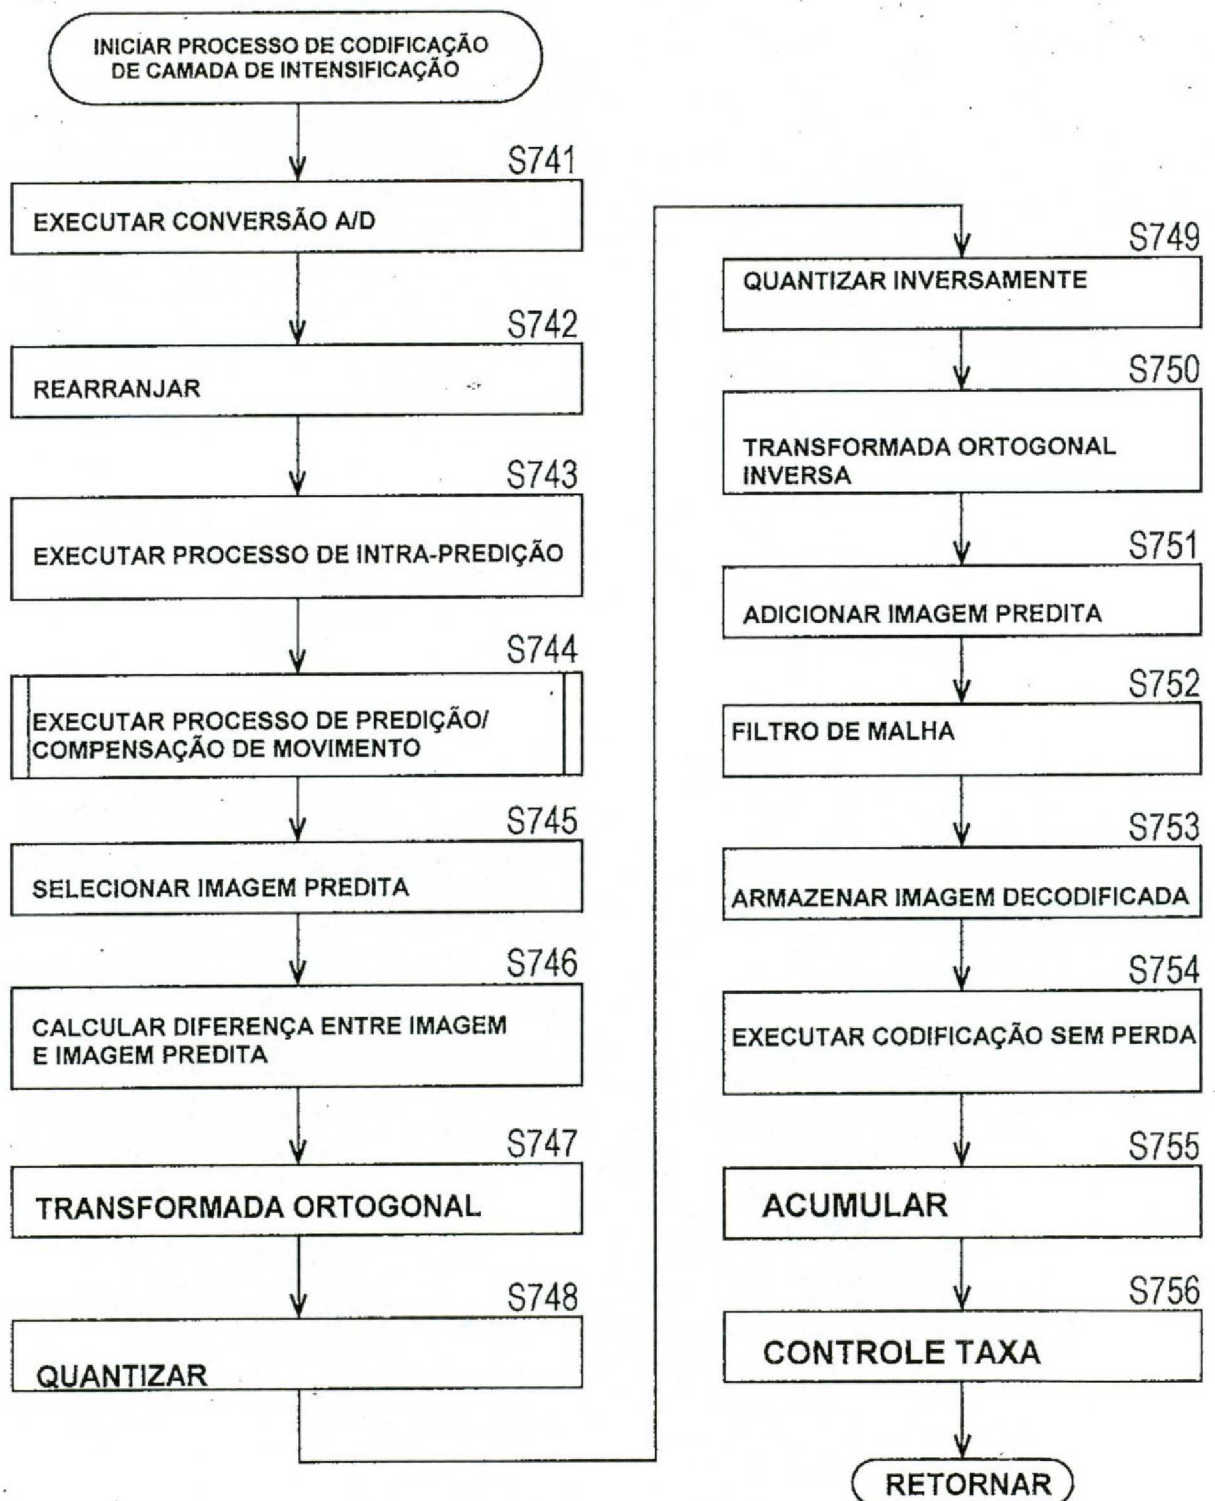 INICIAR PROCESSO DE CODIFICAÇÃO
DE CAMADA DE INTENSIFICAÇÃO
S741
EXECUTAR CONVERSÃO A/D
S742
REARRANJAR
S743
EXECUTAR PROCESSO DE INTRA-PREDIÇÃO
S744
EXECUTAR PROCESSO DE PREDIÇÃO/
COMPENSAÇÃO DE MOVIMENTO
S745
SELECIONAR IMAGEM PREDITA
S746
CALCULAR DIFERENÇA ENTRE IMAGEM
E IMAGEM PREDITA
S747
TRANSFORMADA ORTOGONAL
S748
QUANTIZAR
S749
QUANTIZAR INVERSAMENTE
S750
TRANSFORMADA ORTOGONAL
INVERSA
S751
ADICIONAR IMAGEM PREDITA
S752
FILTRO DE MALHA
S753
ARMAZENAR IMAGEM DECODIFICADA
S754
EXECUTAR CODIFICAÇÃO SEM PERDA
S755
ACUMULAR
S756
CONTROLE TAXA
RETORNAR